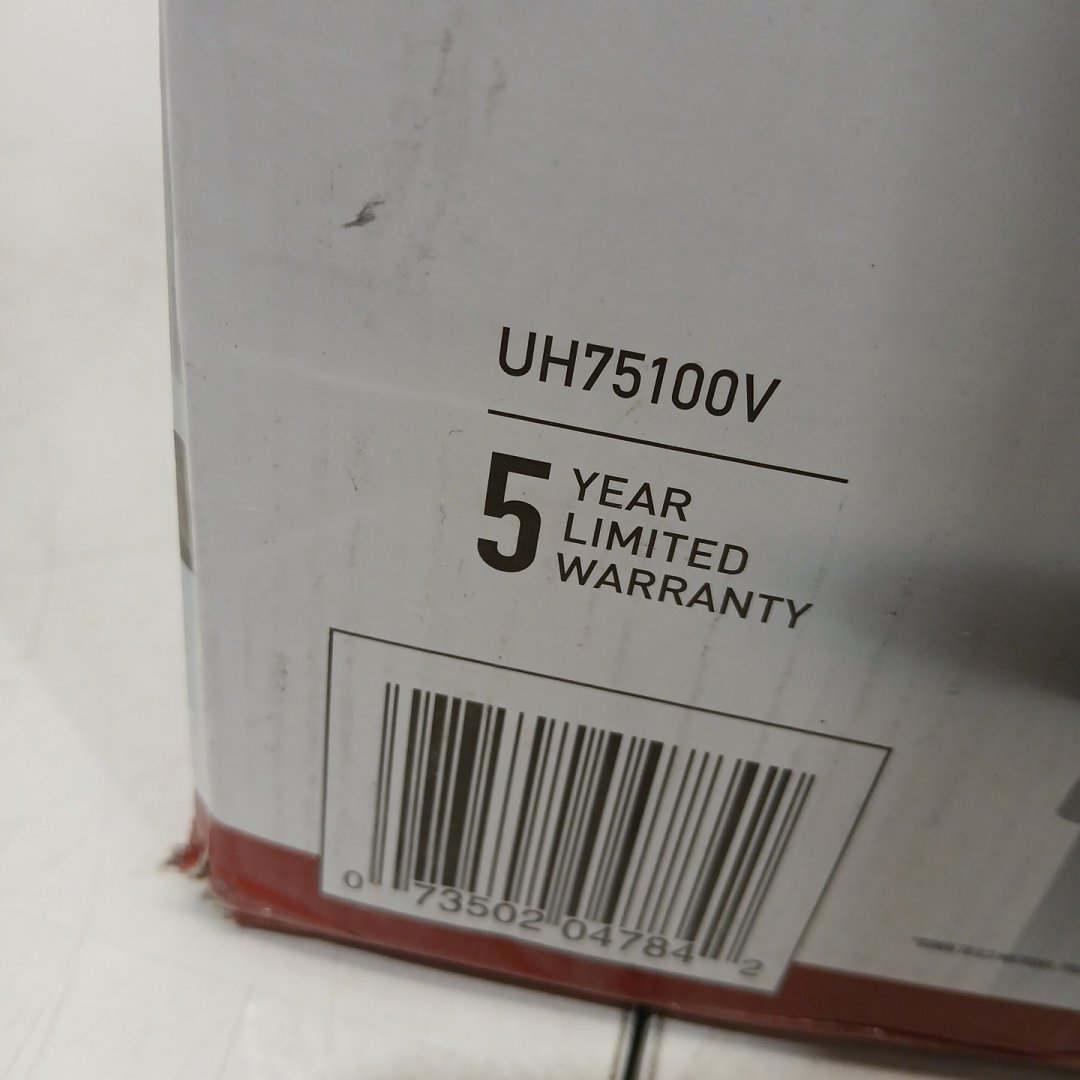 UH75100V
5 YEAR
LIMITED
WARRANTY
0 73502 04784 2